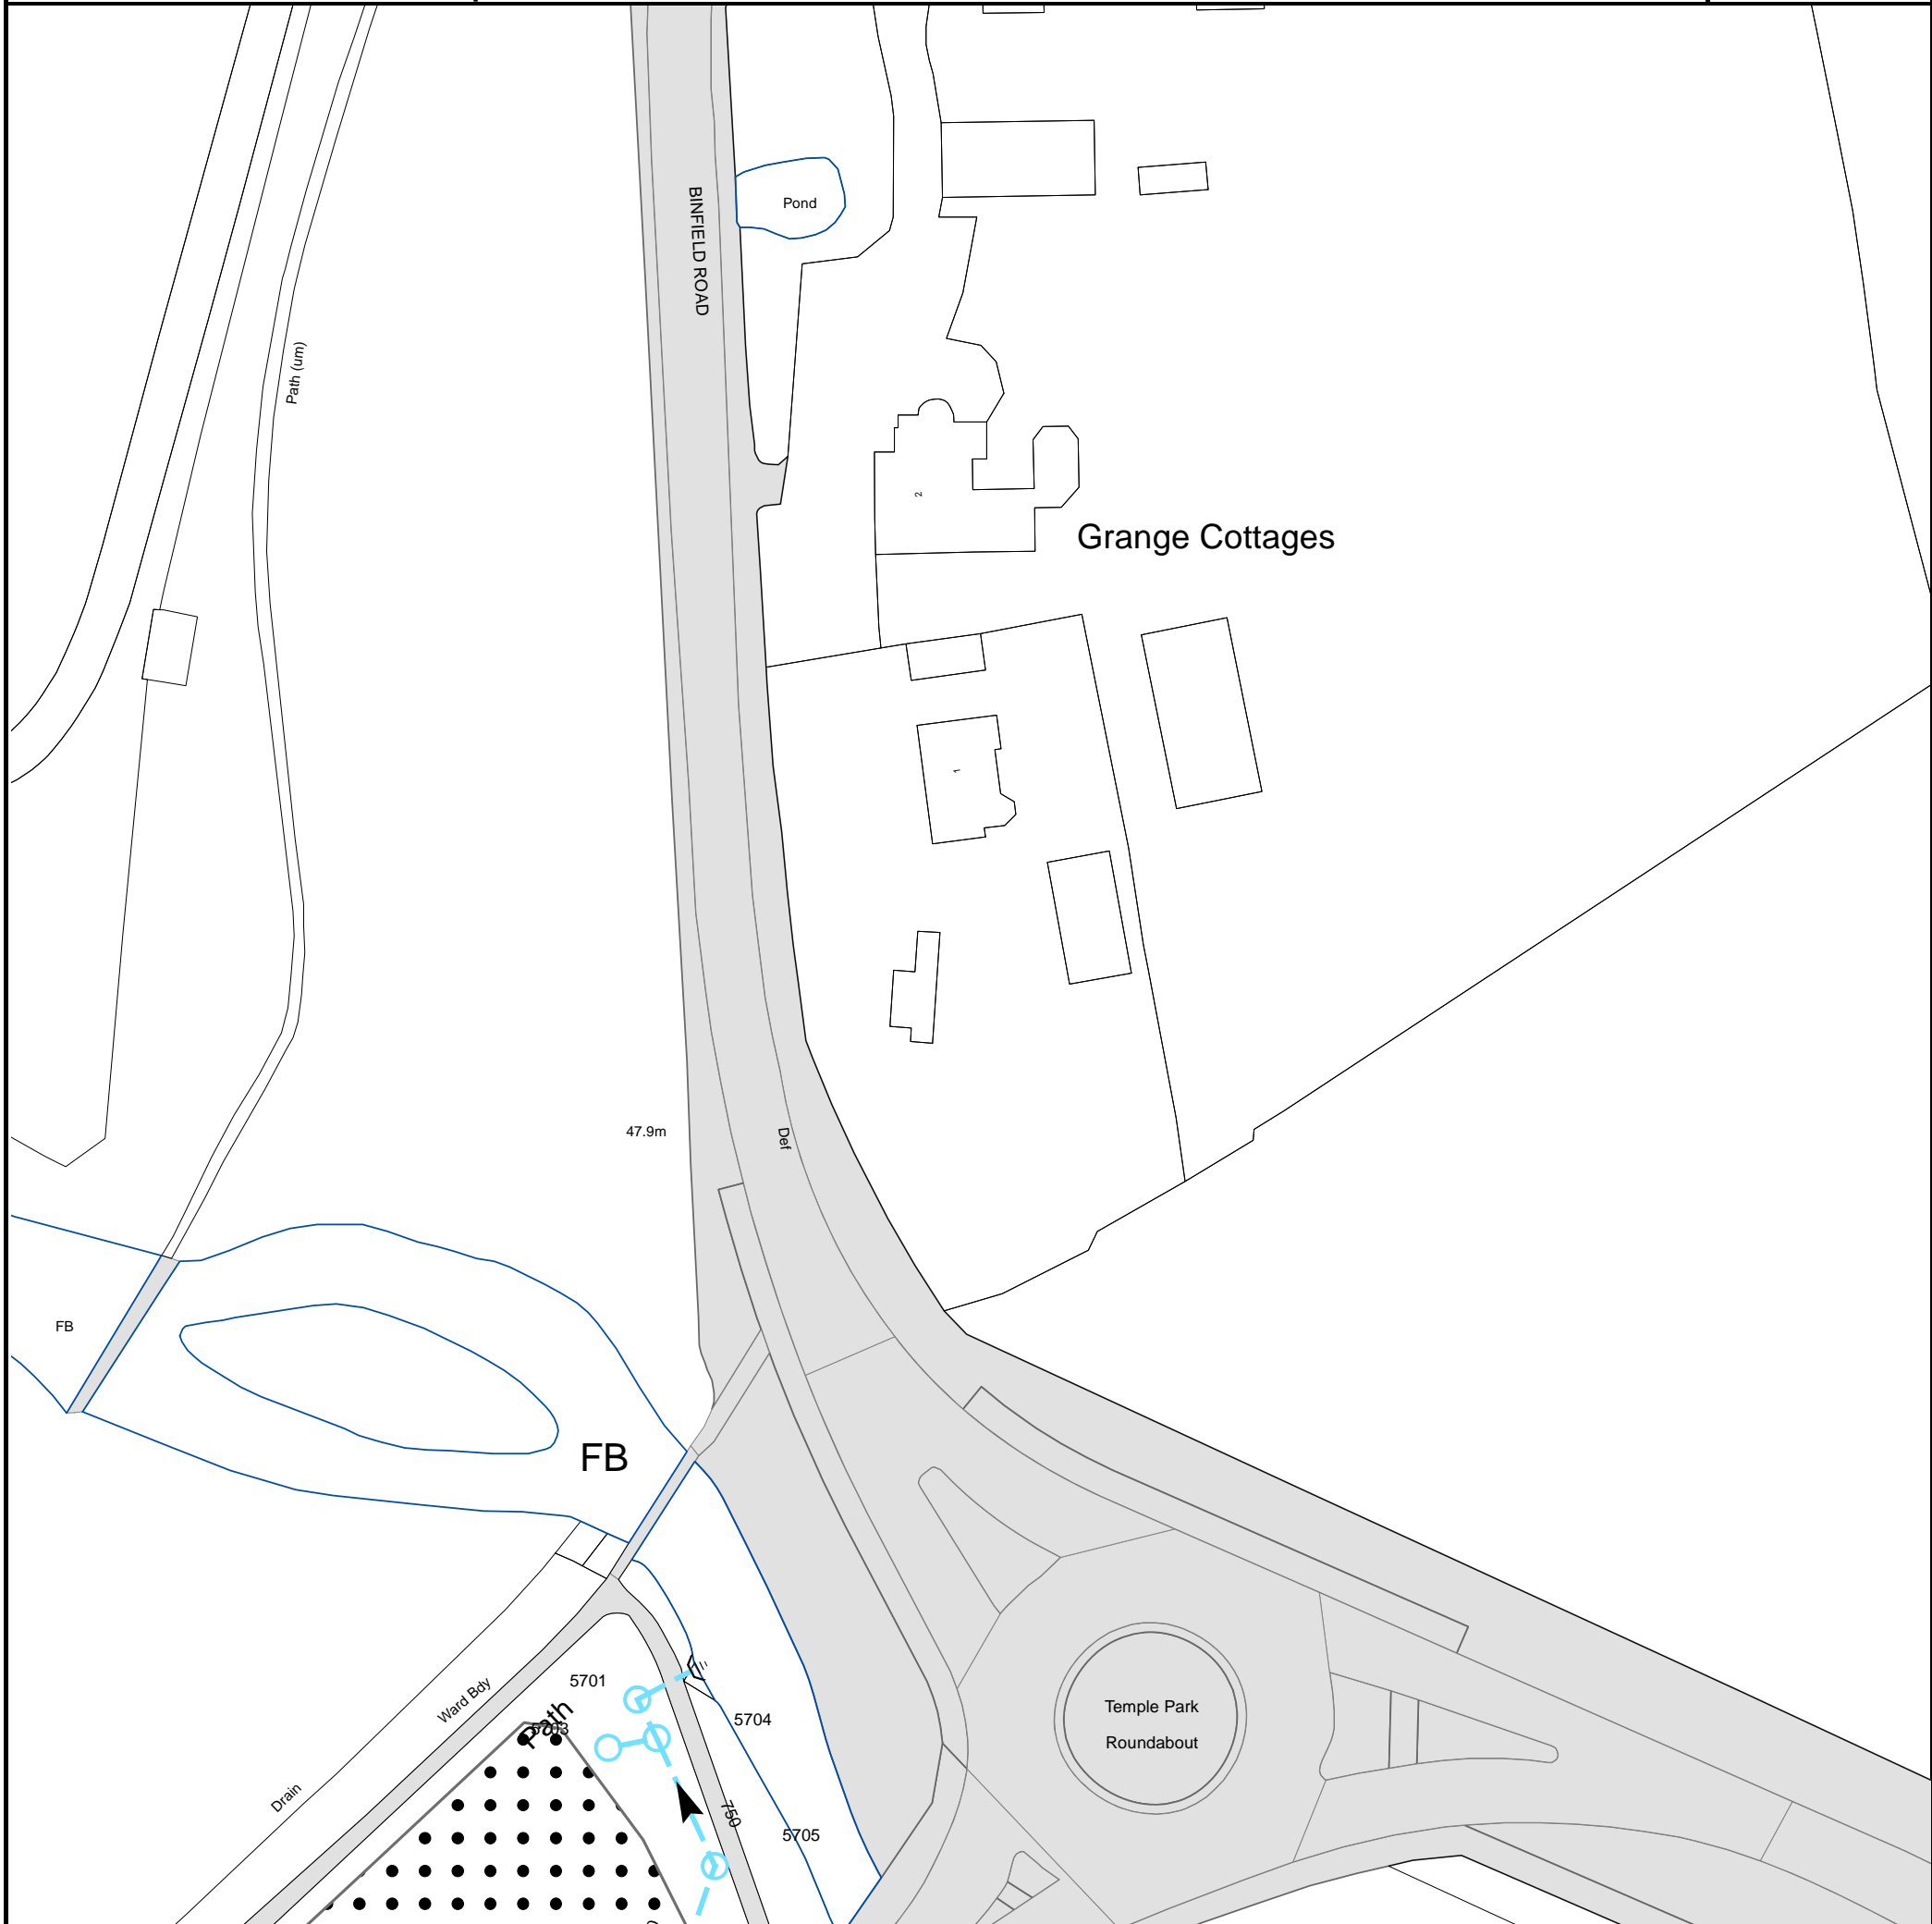 BINFIELD ROAD
Pond
Path (um)
2
Grange Cottages
1
47.9m
Def
FB
FB
Ward Bdy
5701
Path
5703
5704
Temple Park
Roundabout
Drain
750
5705